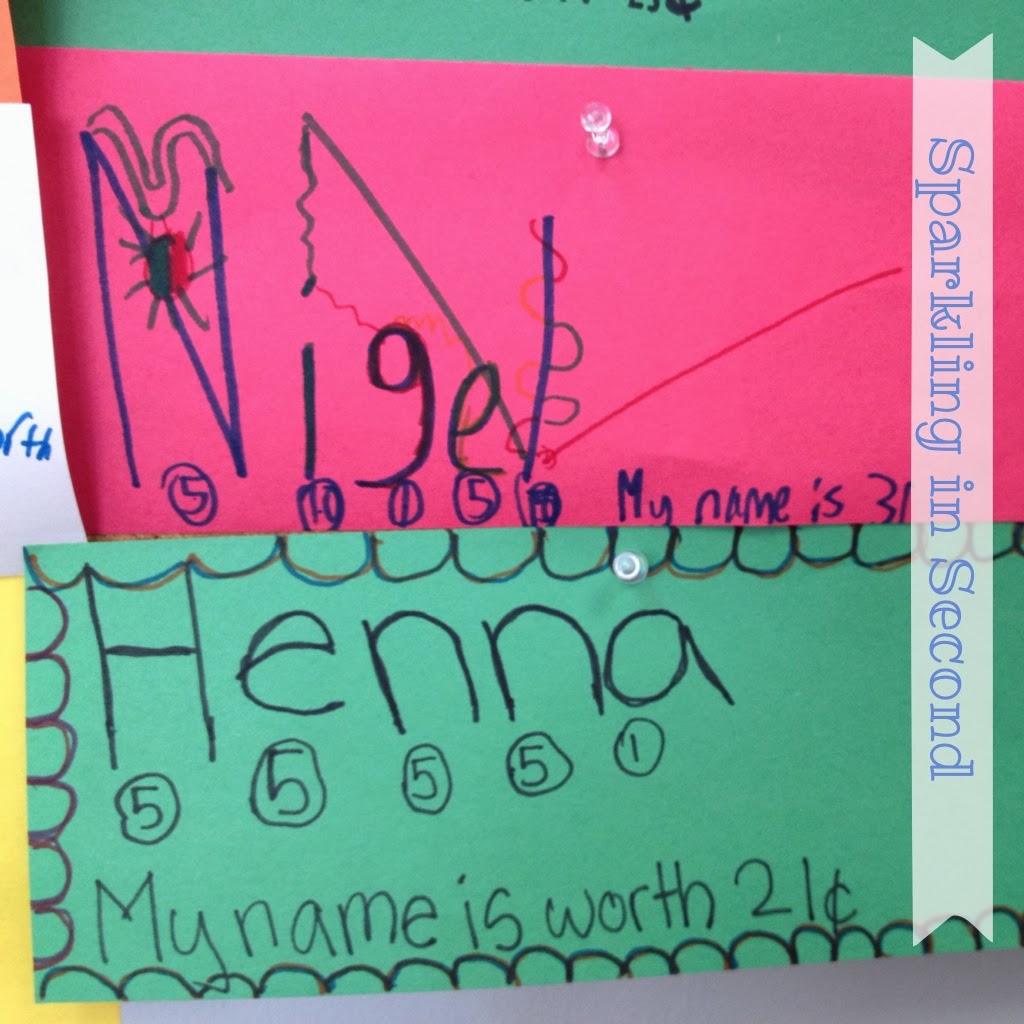 Nigel
5 10 1 5 10
My name is 31
Henna
5 5 5 5 1
My name is worth 21¢
Sparkling in Second